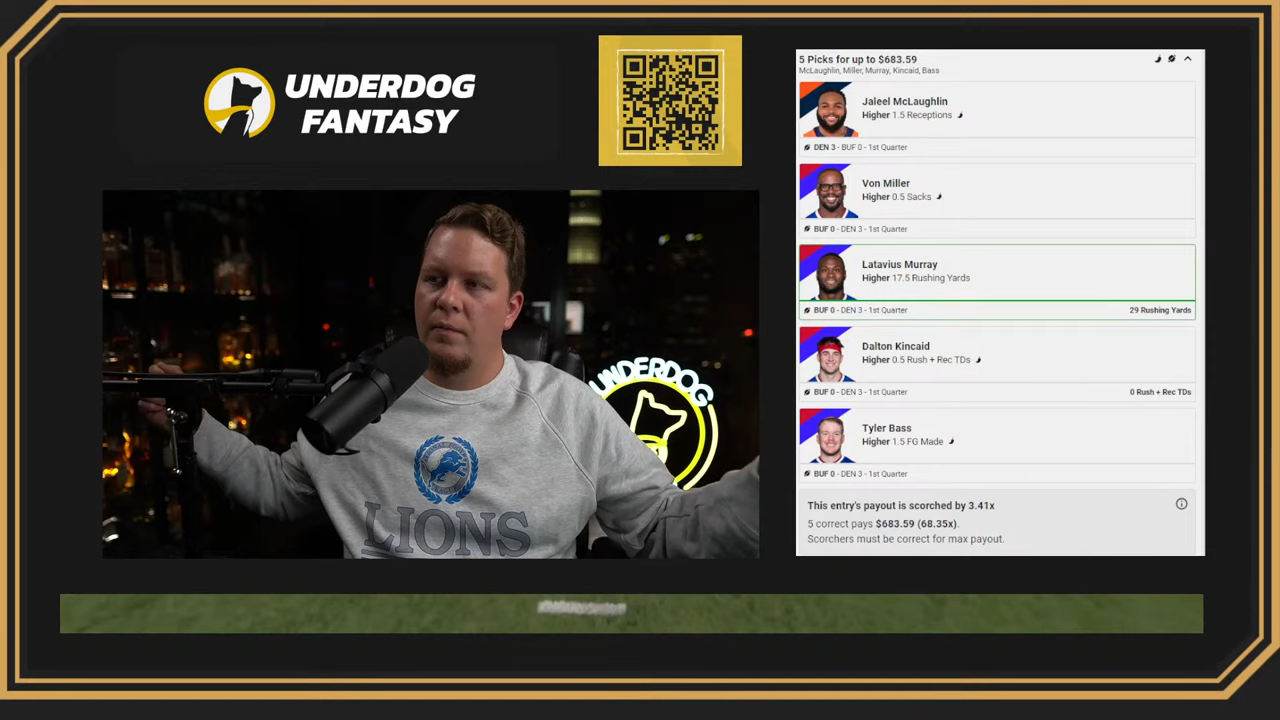 UNDERDOG
FANTASY
UNDERDOG
LIONS
5 Picks for up to $683.59
McLaughlin, Miller, Murray, Kincaid, Bass
Jaleel McLaughlin
Higher 1.5 Receptions
DEN 3 - BUF 0 - 1st Quarter
Von Miller
Higher 0.5 Sacks
BUF 0 - DEN 3 - 1st Quarter
Latavius Murray
Higher 17.5 Rushing Yards
BUF 0 - DEN 3 - 1st Quarter 29 Rushing Yards
Dalton Kincaid
Higher 0.5 Rush + Rec TDs
BUF 0 - DEN 3 - 1st Quarter 0 Rush + Rec TDs
Tyler Bass
Higher 1.5 FG Made
BUF 0 - DEN 3 - 1st Quarter
This entry's payout is scorched by 3.41x
5 correct pays $683.59 (68.35x).
Scorchers must be correct for max payout.